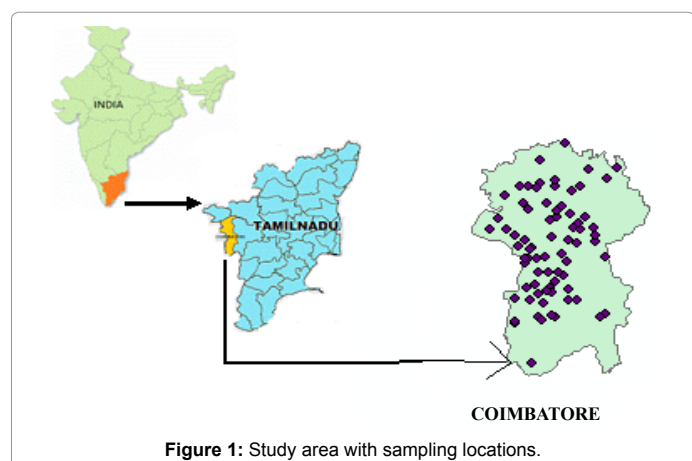 INDIA
TAMILNADU
COIMBATORE
Figure 1: Study area with sampling locations.